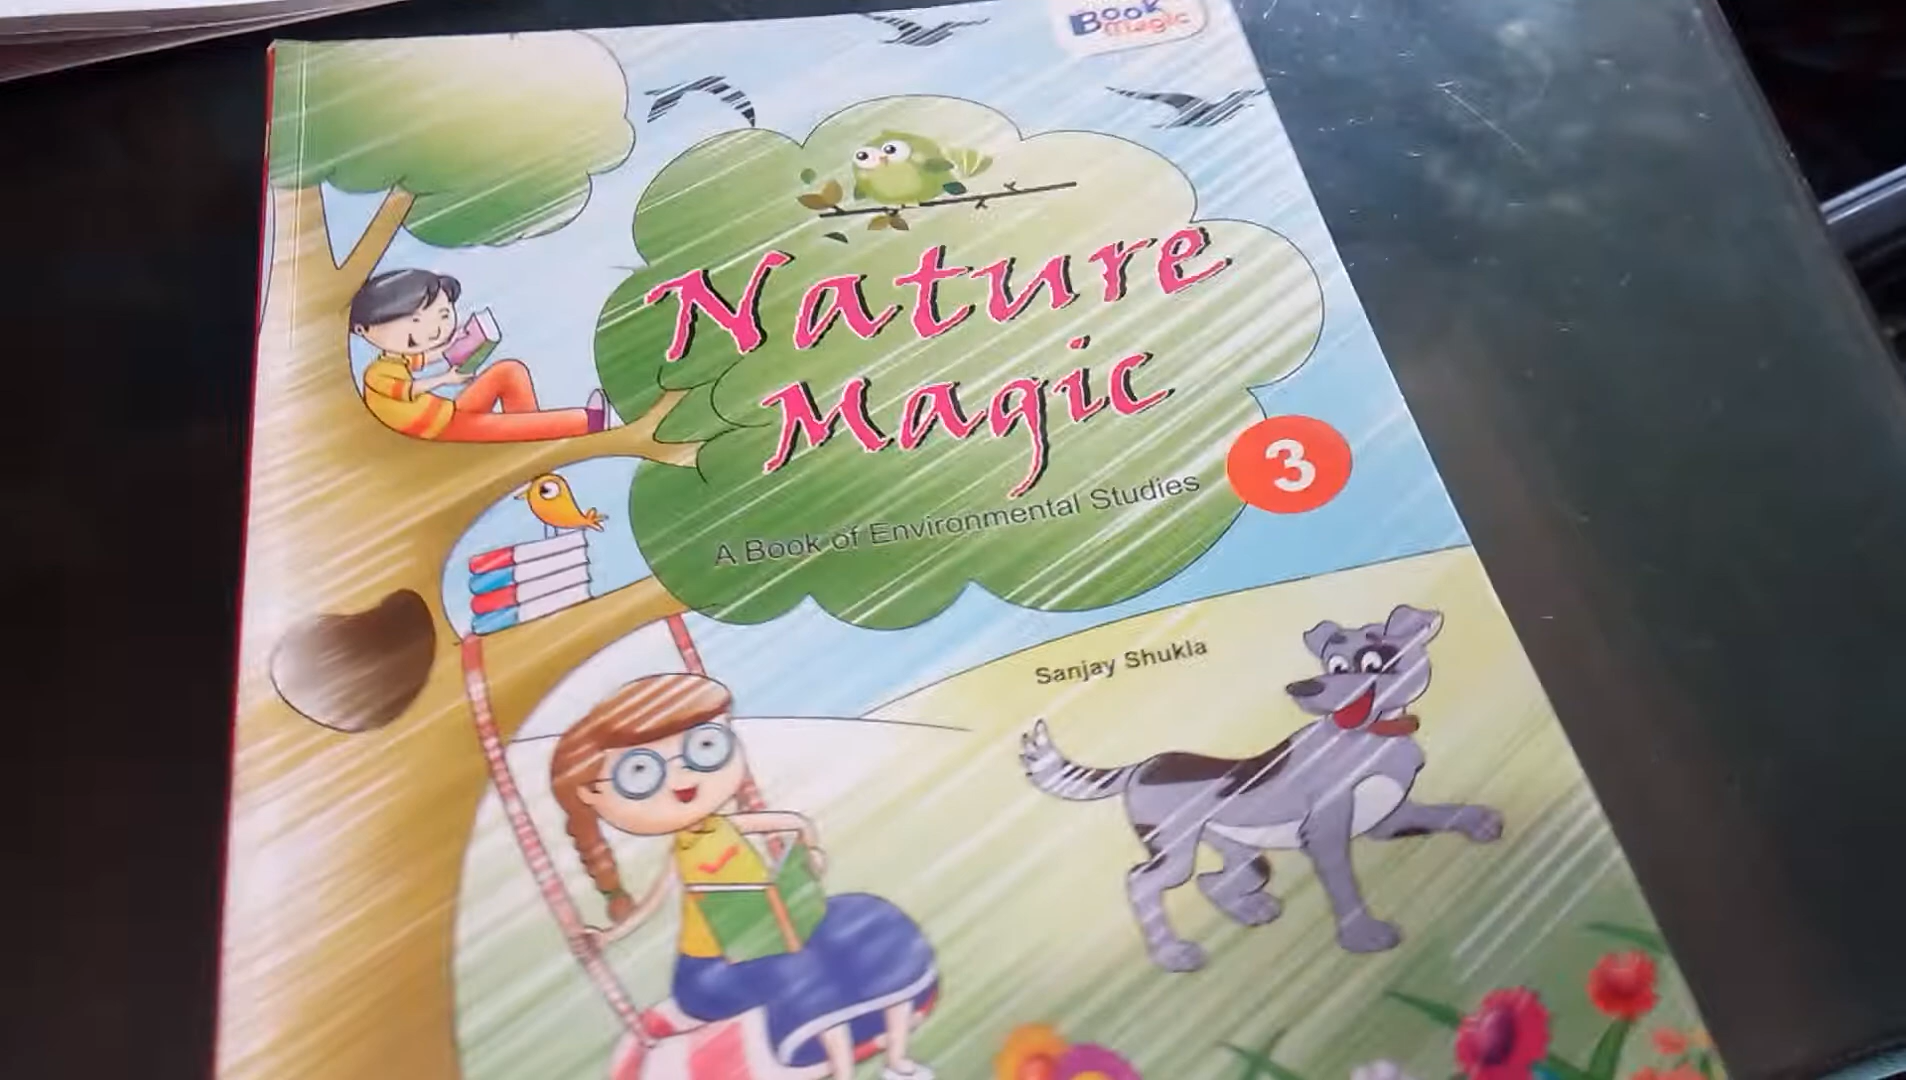 Book
Magic
Nature
Magic
A Book of Environmental Studies
3
Sanjay Shukla